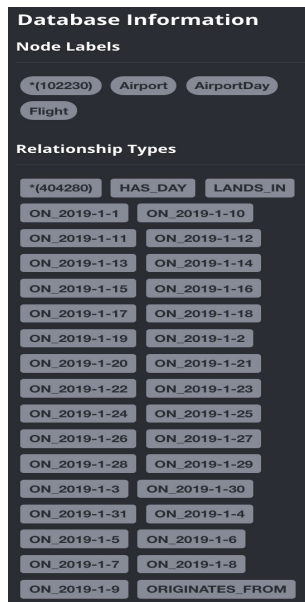 Database Information
Node Labels
*(102230) Airport AirportDay
Flight
Relationship Types
*(404280) HAS_DAY LANDS_IN
ON_2019-1-1 ON_2019-1-10
ON_2019-1-11 ON_2019-1-12
ON_2019-1-13 ON_2019-1-14
ON_2019-1-15 ON_2019-1-16
ON_2019-1-17 ON_2019-1-18
ON_2019-1-19 ON_2019-1-2
ON_2019-1-20 ON_2019-1-21
ON_2019-1-22 ON_2019-1-23
ON_2019-1-24 ON_2019-1-25
ON_2019-1-26 ON_2019-1-27
ON_2019-1-28 ON_2019-1-29
ON_2019-1-3 ON_2019-1-30
ON_2019-1-31 ON_2019-1-4
ON_2019-1-5 ON_2019-1-6
ON_2019-1-7 ON_2019-1-8
ON_2019-1-9 ORIGINATES_FROM